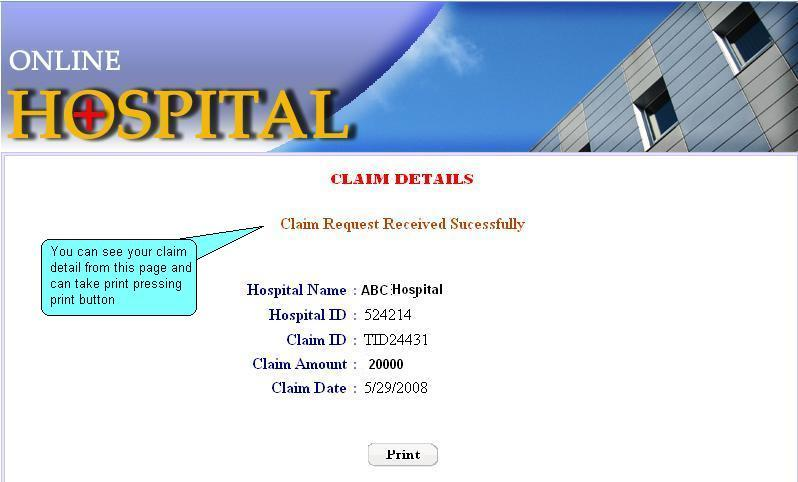 ONLINE
HOSPITAL
CLAIM DETAILS
Claim Request Received Sucessfully
You can see your claim
detail from this page and
can take print pressing
print button
Hospital Name : ABC Hospital
Hospital ID : 524214
Claim ID : TID24431
Claim Amount : 20000
Claim Date : 5/29/2008
Print